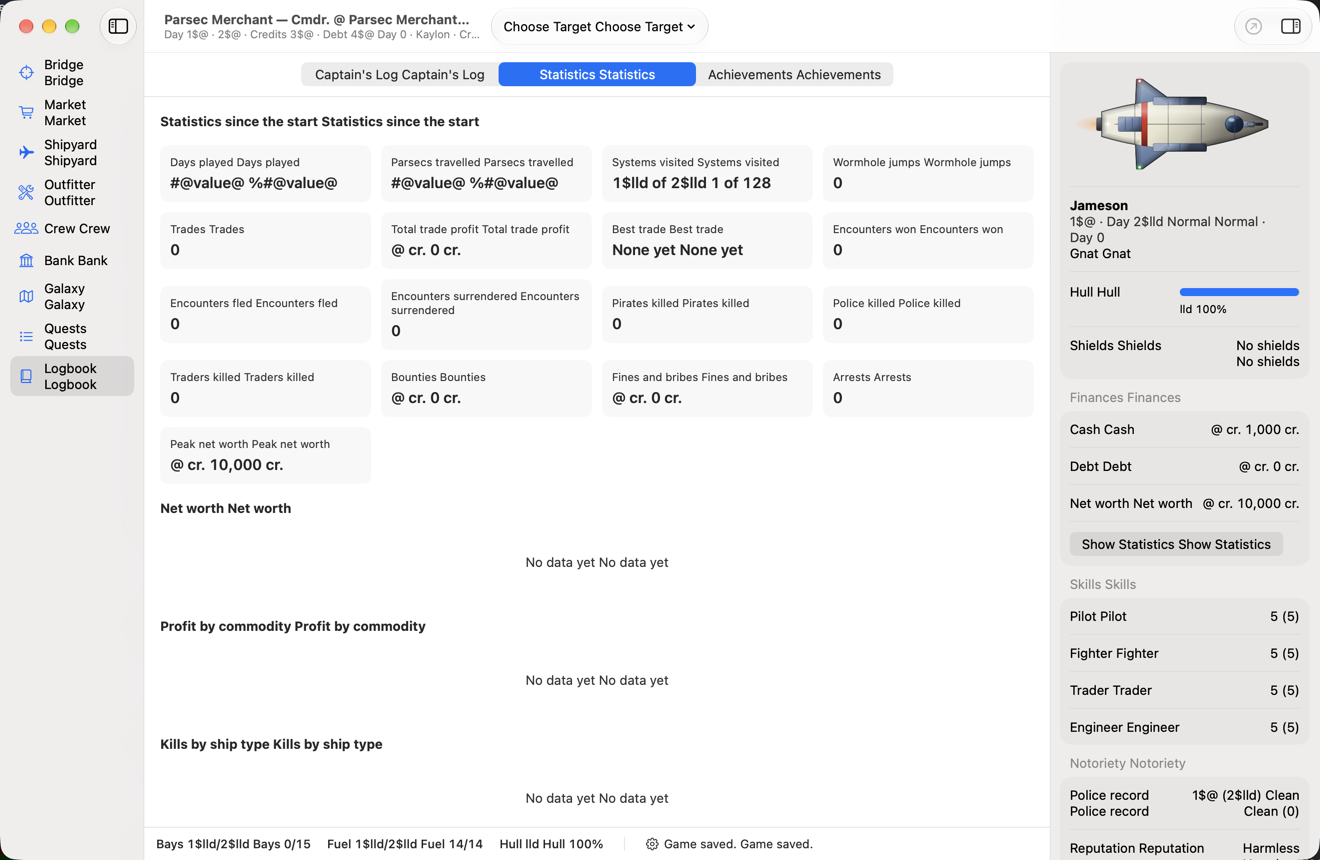 Parsec Merchant — Cmdr. @ Parsec Merchant...
Day 1$@ · 2$@ · Credits 3$@ · Debt 4$@ Day 0 · Kaylon · Cr...
Choose Target Choose Target
Bridge
Bridge
Market
Market
Shipyard
Shipyard
Outfitter
Outfitter
Crew Crew
Bank Bank
Galaxy
Galaxy
Quests
Quests
Logbook
Logbook
Captain's Log Captain's Log
Statistics Statistics
Achievements Achievements
Statistics since the start Statistics since the start
Days played Days played
#@value@ %#@value@
Parsecs travelled Parsecs travelled
#@value@ %#@value@
Systems visited Systems visited
1$lld of 2$lld 1 of 128
Wormhole jumps Wormhole jumps
0
Trades Trades
0
Total trade profit Total trade profit
@ cr. 0 cr.
Best trade Best trade
None yet None yet
Encounters won Encounters won
0
Encounters fled Encounters fled
0
Encounters surrendered Encounters
surrendered
0
Pirates killed Pirates killed
0
Police killed Police killed
0
Traders killed Traders killed
0
Bounties Bounties
@ cr. 0 cr.
Fines and bribes Fines and bribes
@ cr. 0 cr.
Arrests Arrests
0
Peak net worth Peak net worth
@ cr. 10,000 cr.
Net worth Net worth
No data yet No data yet
Profit by commodity Profit by commodity
No data yet No data yet
Kills by ship type Kills by ship type
No data yet No data yet
Bays 1$lld/2$lld Bays 0/15
Fuel 1$lld/2$lld Fuel 14/14
Hull lld Hull 100%
Game saved. Game saved.
Jameson
1$@ · Day 2$lld Normal Normal ·
Day 0
Gnat Gnat
Hull Hull
lld 100%
Shields Shields
No shields
No shields
Finances Finances
Cash Cash
@ cr. 1,000 cr.
Debt Debt
@ cr. 0 cr.
Net worth Net worth
@ cr. 10,000 cr.
Show Statistics Show Statistics
Skills Skills
Pilot Pilot
5 (5)
Fighter Fighter
5 (5)
Trader Trader
5 (5)
Engineer Engineer
5 (5)
Notoriety Notoriety
Police record
Police record
1$@ (2$lld) Clean
Clean (0)
Reputation Reputation
Harmless